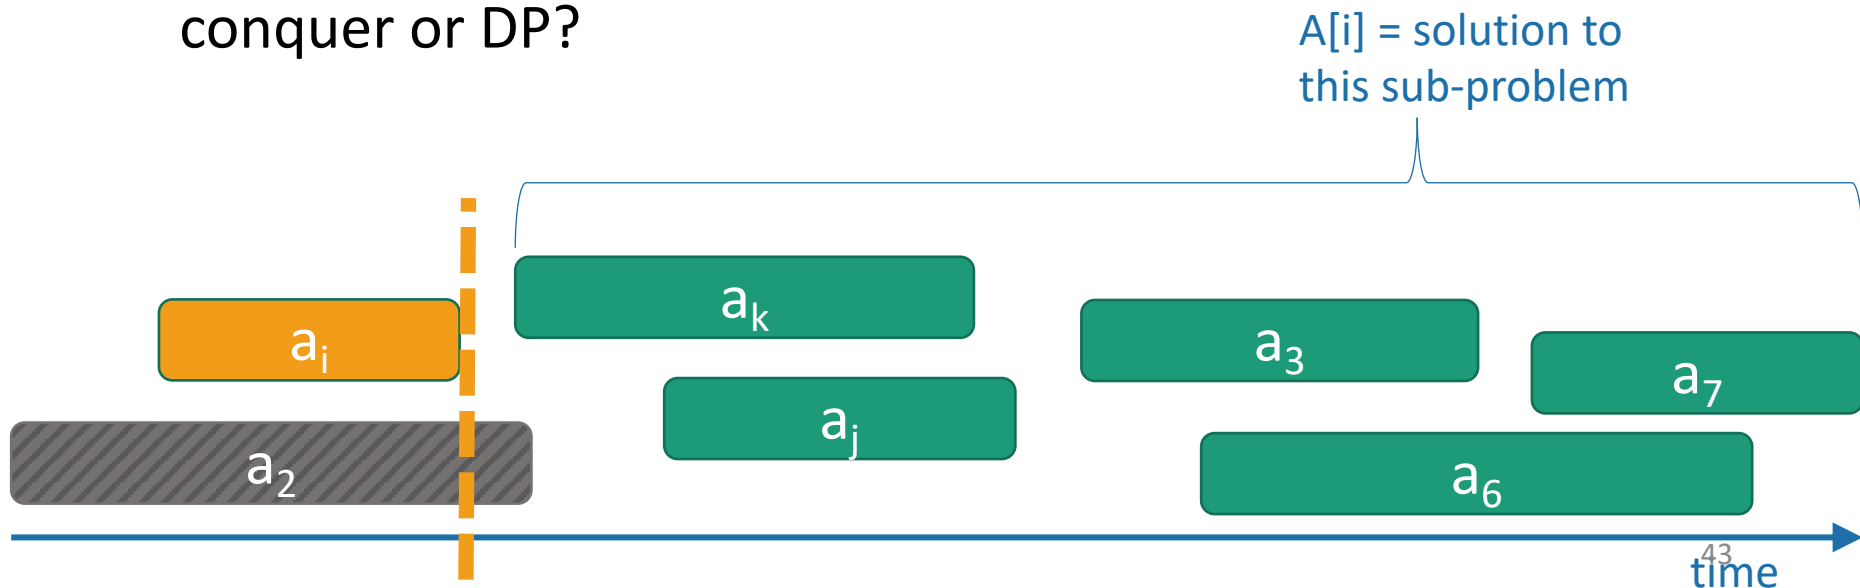 conquer or DP?
A[i] = solution to
this sub-problem
aₖ
aᵢ
a₃
a₇
aⱼ
a₂
a₆
43
time